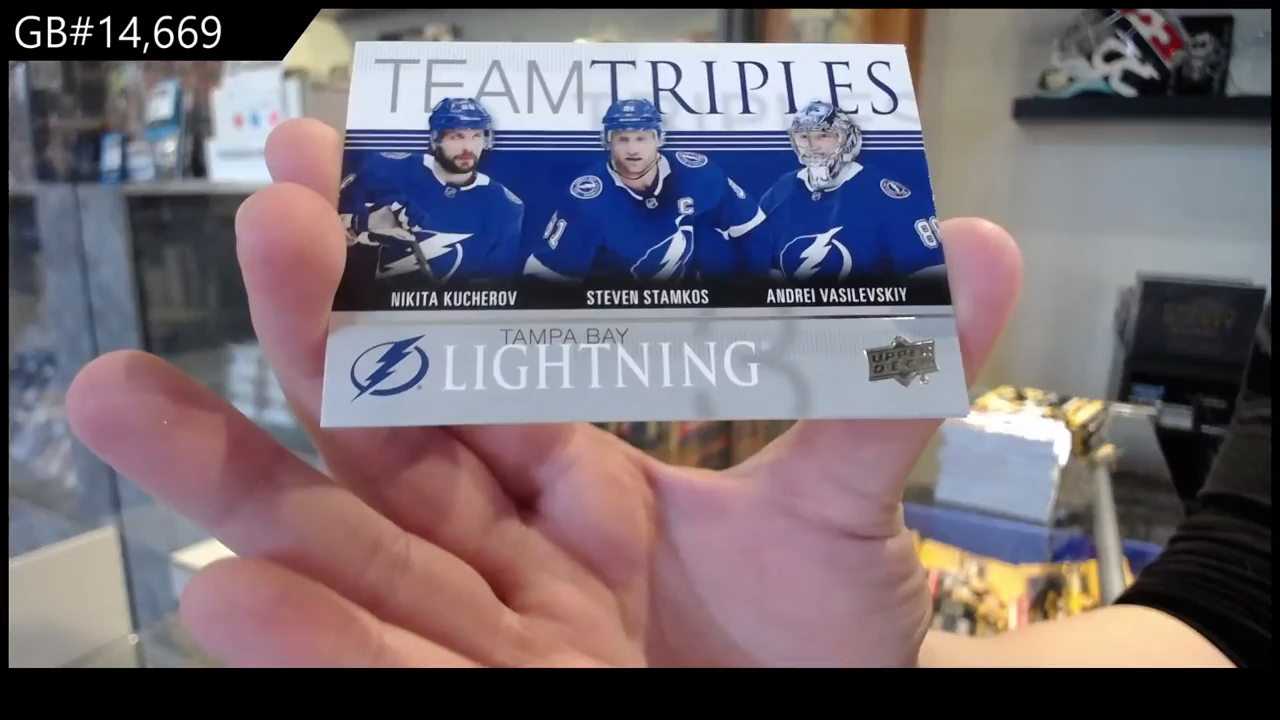 GB#14,669
TEAMTRIPLES
NIKITA KUCHEROV
STEVEN STAMKOS
ANDREI VASILEVSKIY
TAMPA BAY
LIGHTNING
UPPER
DECK
C